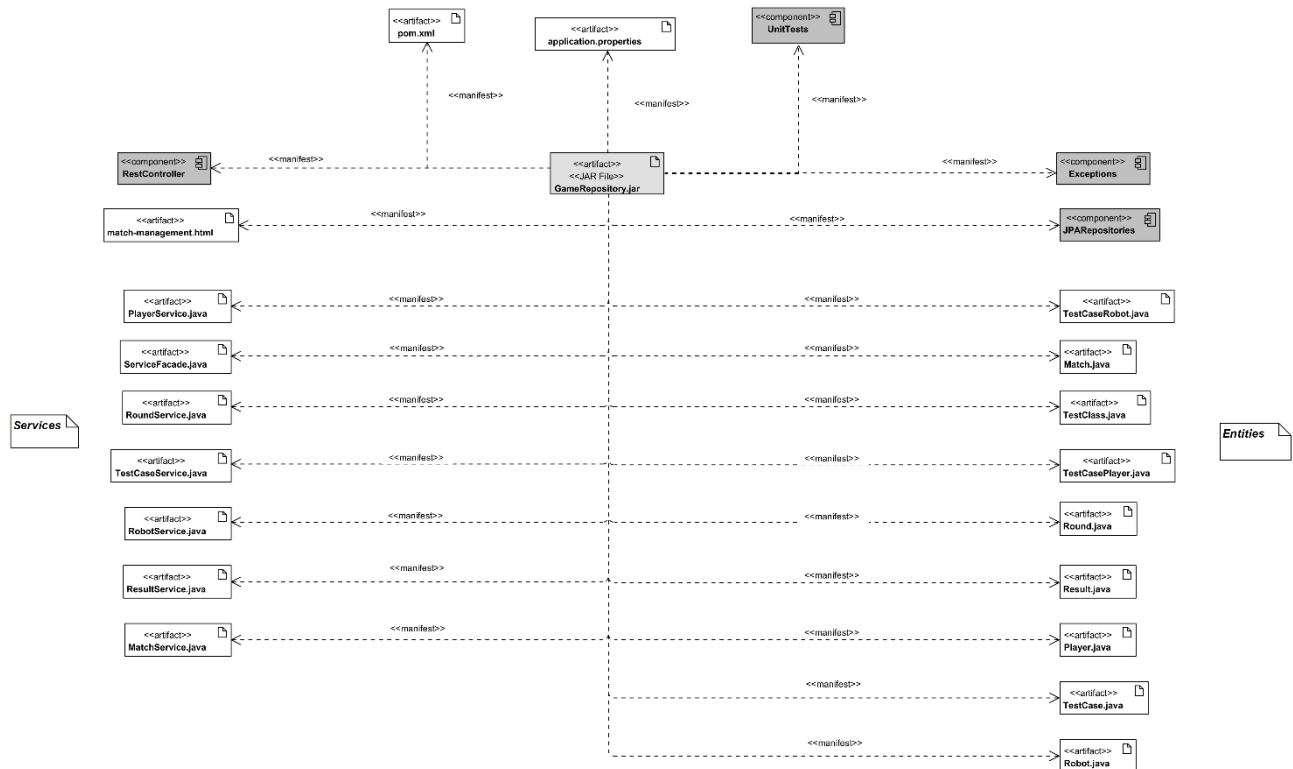 <<artifact>>
pom.xml
<<artifact>>
application.properties
<<component>>
UnitTests
<<manifest>>
<<manifest>>
<<manifest>>
<<component>>
RestController
<<manifest>>
<<artifact>>
<<JAR File>>
GameRepository.jar
<<manifest>>
<<component>>
Exceptions
<<artifact>>
match-management.html
<<manifest>>
<<manifest>>
<<component>>
JPARepositories
<<artifact>>
PlayerService.java
<<manifest>>
<<manifest>>
<<artifact>>
TestCaseRobot.java
<<artifact>>
ServiceFacade.java
<<manifest>>
<<manifest>>
<<artifact>>
Match.java
<<artifact>>
RoundService.java
<<manifest>>
<<manifest>>
<<artifact>>
TestClass.java
Services
Entities
<<artifact>>
TestCaseService.java
<<manifest>>
<<manifest>>
<<artifact>>
TestCasePlayer.java
<<artifact>>
RobotService.java
<<manifest>>
<<manifest>>
<<artifact>>
Round.java
<<artifact>>
ResultService.java
<<manifest>>
<<manifest>>
<<artifact>>
Result.java
<<artifact>>
MatchService.java
<<manifest>>
<<manifest>>
<<artifact>>
Player.java
<<manifest>>
<<artifact>>
TestCase.java
<<manifest>>
<<artifact>>
Robot.java